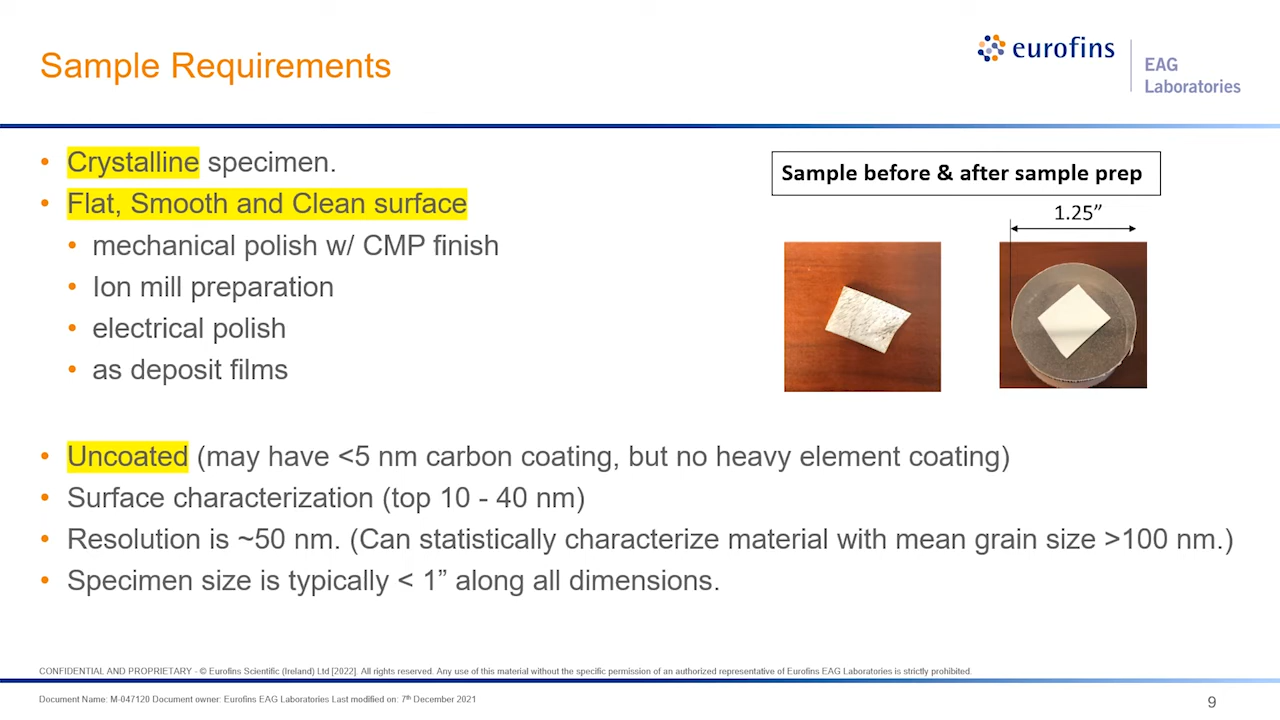 Sample Requirements
eurofins
EAG
Laboratories
• Crystalline specimen.
• Flat, Smooth and Clean surface
• mechanical polish w/ CMP finish
• Ion mill preparation
• electrical polish
• as deposit films
Sample before & after sample prep
1.25”
• Uncoated (may have <5 nm carbon coating, but no heavy element coating)
• Surface characterization (top 10 - 40 nm)
• Resolution is ~50 nm. (Can statistically characterize material with mean grain size >100 nm.)
• Specimen size is typically < 1” along all dimensions.
CONFIDENTIAL AND PROPRIETARY - © Eurofins Scientific (Ireland) Ltd [2022]. All rights reserved. Any use of this material without the specific permission of an authorized representative of Eurofins EAG Laboratories is strictly prohibited.
Document Name: M-047120 Document owner: Eurofins EAG Laboratories Last modified on: 7th December 2021
9